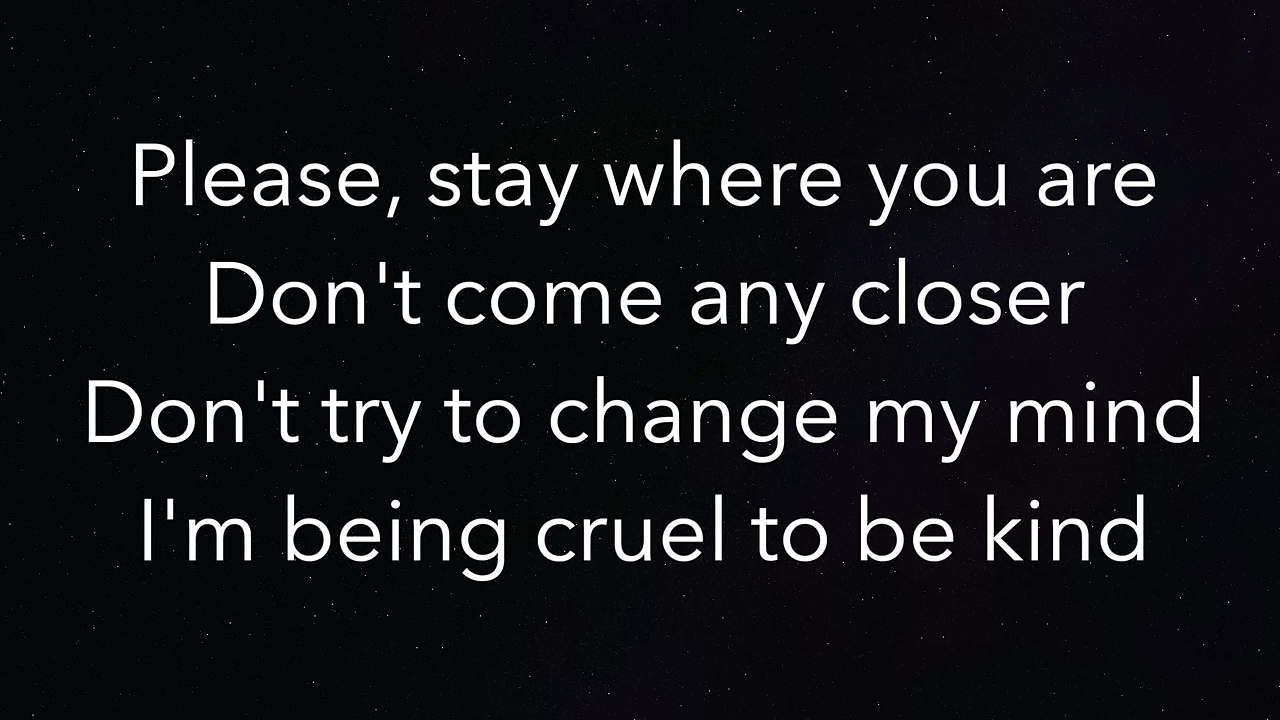 Please, stay where you are
Don't come any closer
Don't try to change my mind
I'm being cruel to be kind